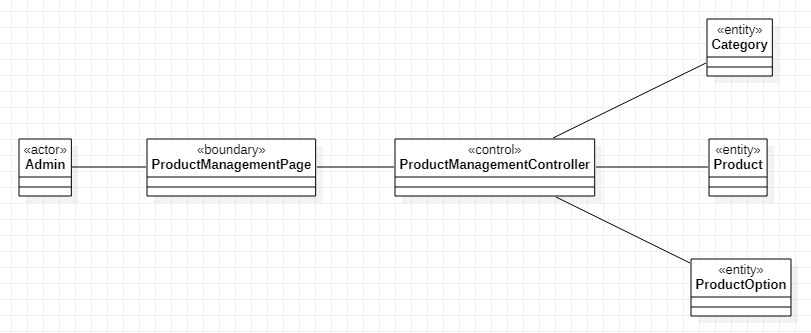 «entity»
Category
«actor»
Admin
«boundary»
ProductManagementPage
«control»
ProductManagementController
«entity»
Product
«entity»
ProductOption